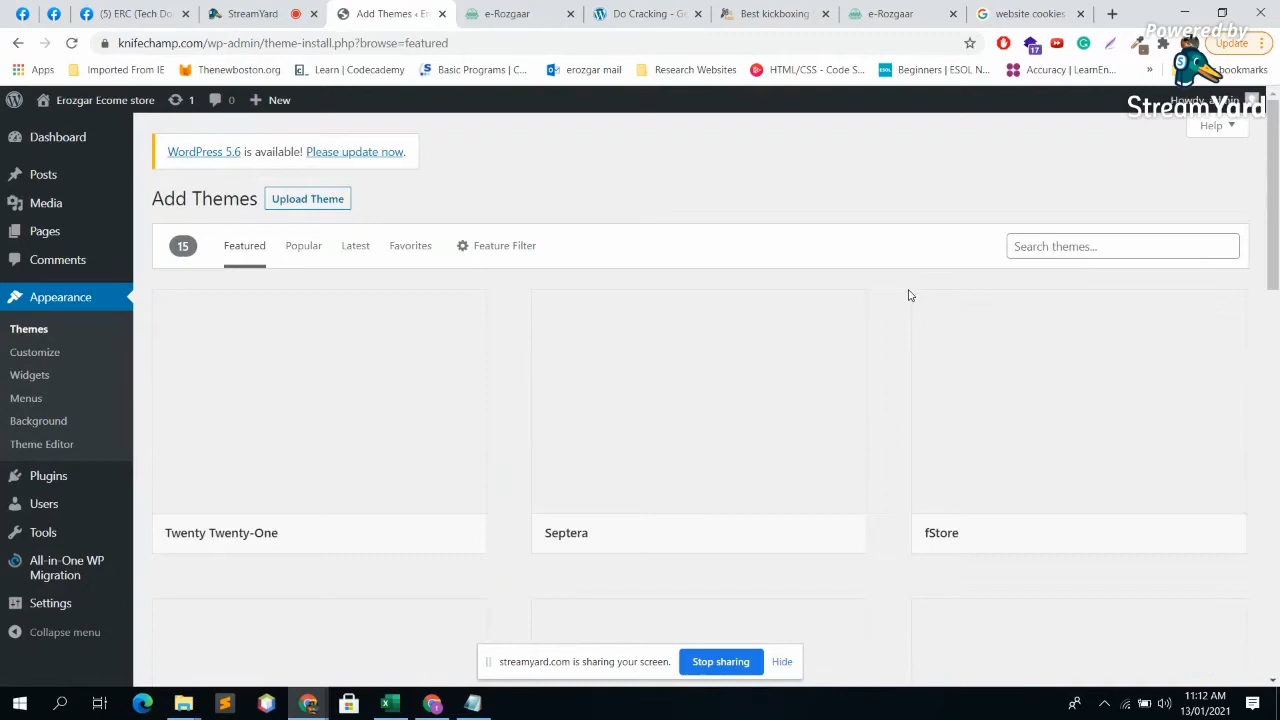 (5) ERC (Tech Don
StreamYard
Add Themes ‹ Er
e-Rozgaar
Do Cracking - Ge
Best kickboxing
e-Rozgaar
website cookies
knifechamp.com/wp-admin/theme-install.php?browse=featured
Update
Powered by
Apps
Imported From IE
Thenewboston.org
Learn | Codecademy
Basic Programs | C...
erozgar mail
Research Websites
HTML/CSS - Code S...
Beginners | ESOL N...
Accuracy | LearnEn...
»
bookmarks
StreamYard
Erozgar Ecome store
1
0
New
Howdy, admin
Help
Dashboard
Posts
Media
Pages
Comments
Appearance
Themes
Customize
Widgets
Menus
Background
Theme Editor
Plugins
Users
Tools
All-in-One WP
Migration
Settings
Collapse menu
WordPress 5.6 is available! Please update now.
Add Themes
Upload Theme
15
Featured
Popular
Latest
Favorites
Feature Filter
Search themes...
Twenty Twenty-One
Septera
fStore
streamyard.com is sharing your screen.
Stop sharing
Hide
11:12 AM
13/01/2021